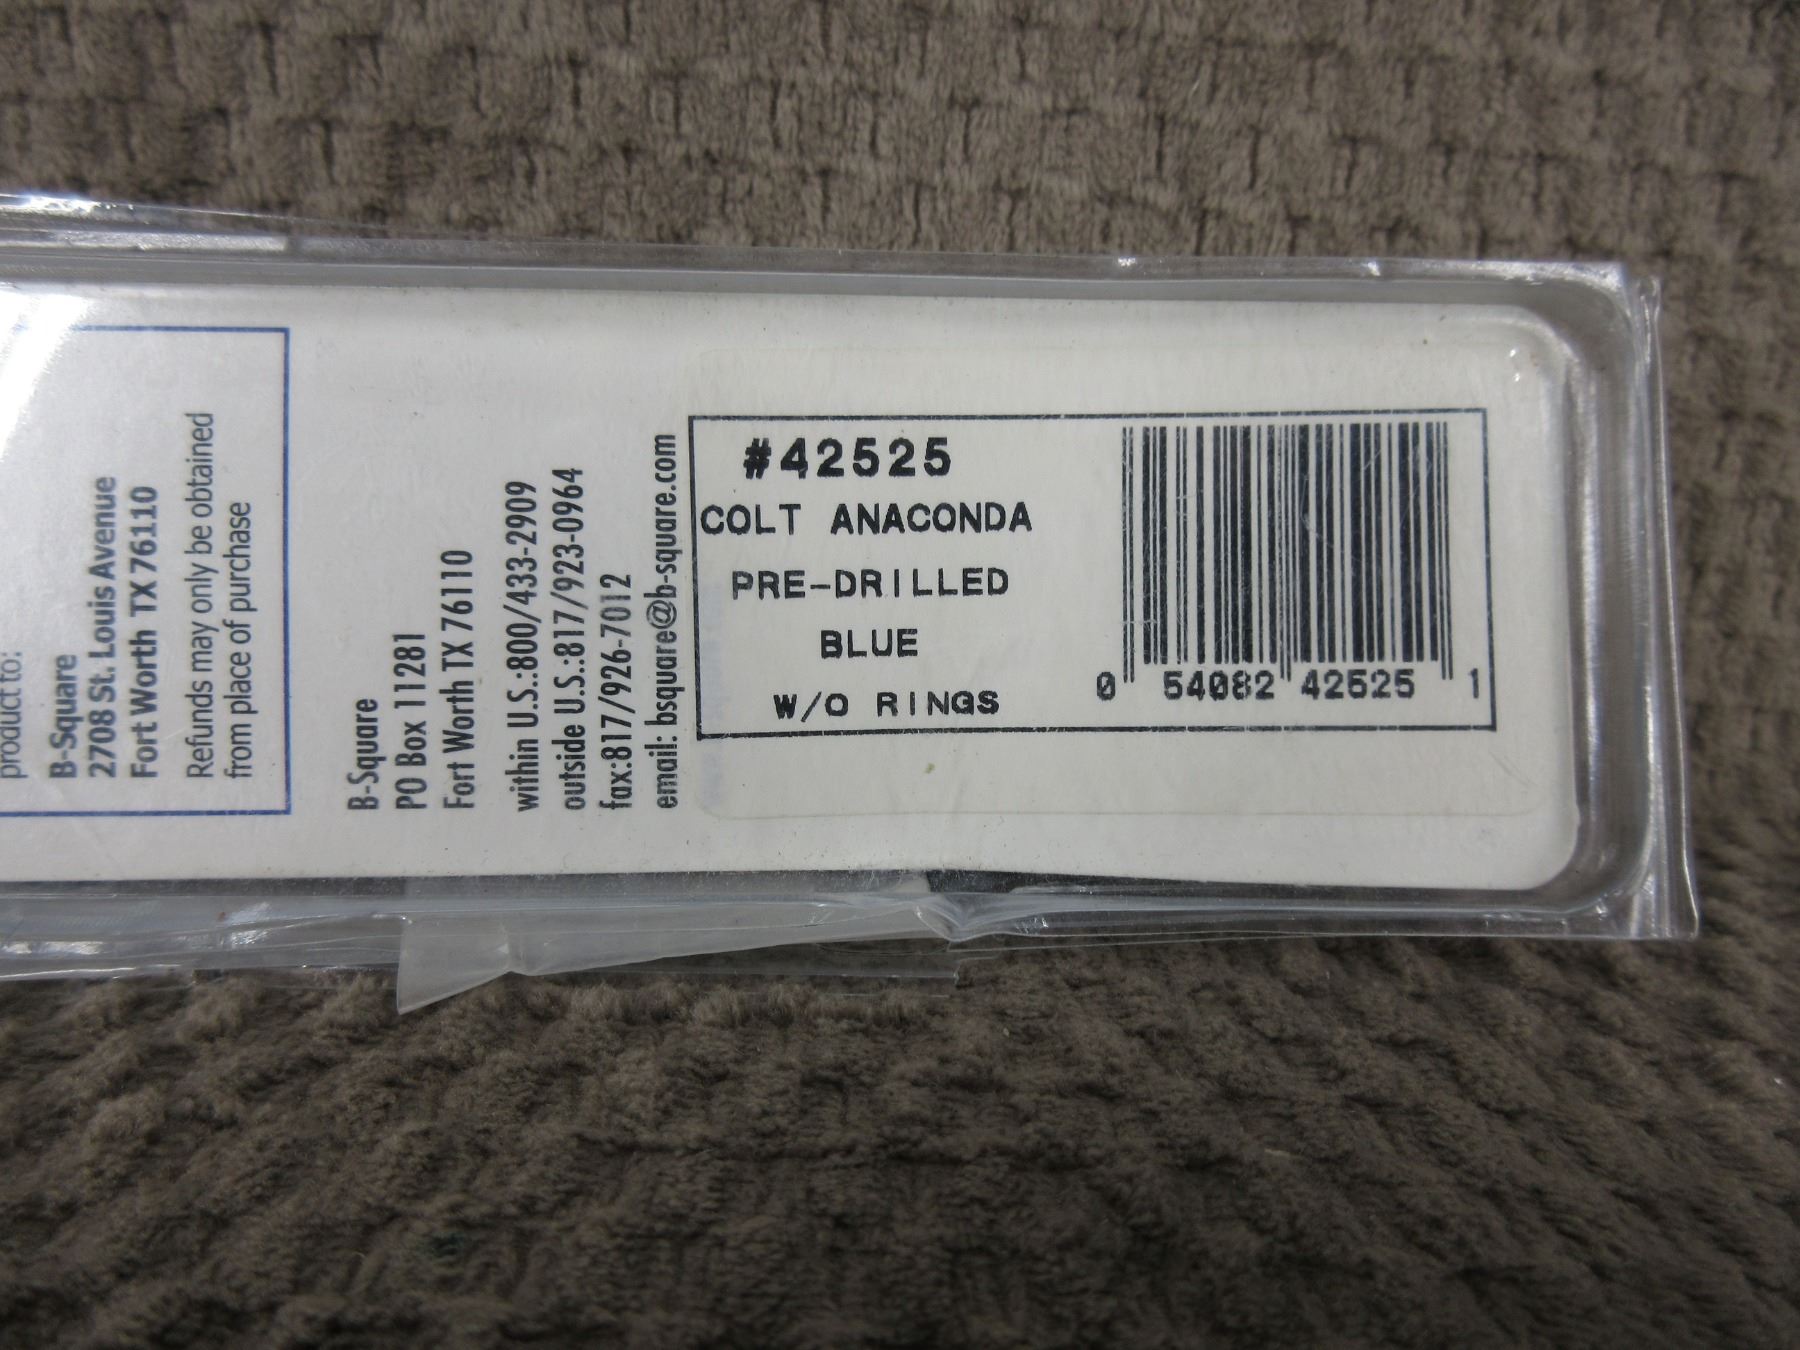 product to:
B-Square
2708 St. Louis Avenue
Fort Worth TX 76110
Refunds may only be obtained
from place of purchase
B-Square
PO Box 11281
Fort Worth TX 76110
within U.S.:800/433-2909
outside U.S.:817/923-0964
fax:817/926-7012
email: bsquare@b-square.com
#42525
COLT ANACONDA
PRE-DRILLED
BLUE
W/O RINGS
0 54082 42525 1